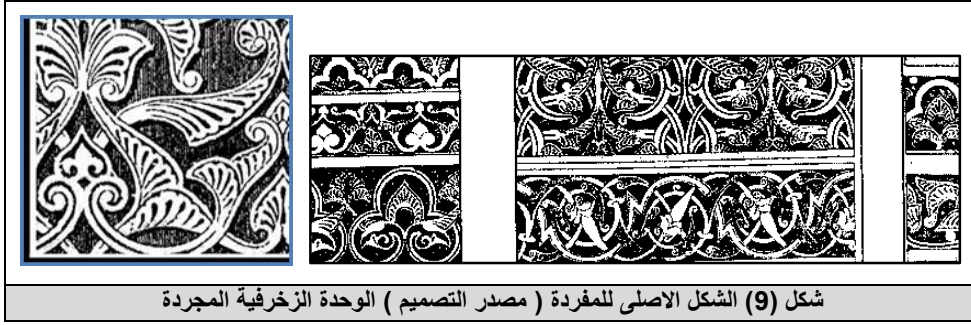 شكل (9) الشكل الاصلى للمفردة ( مصدر التصميم ) الوحدة الزخرفية المجردة